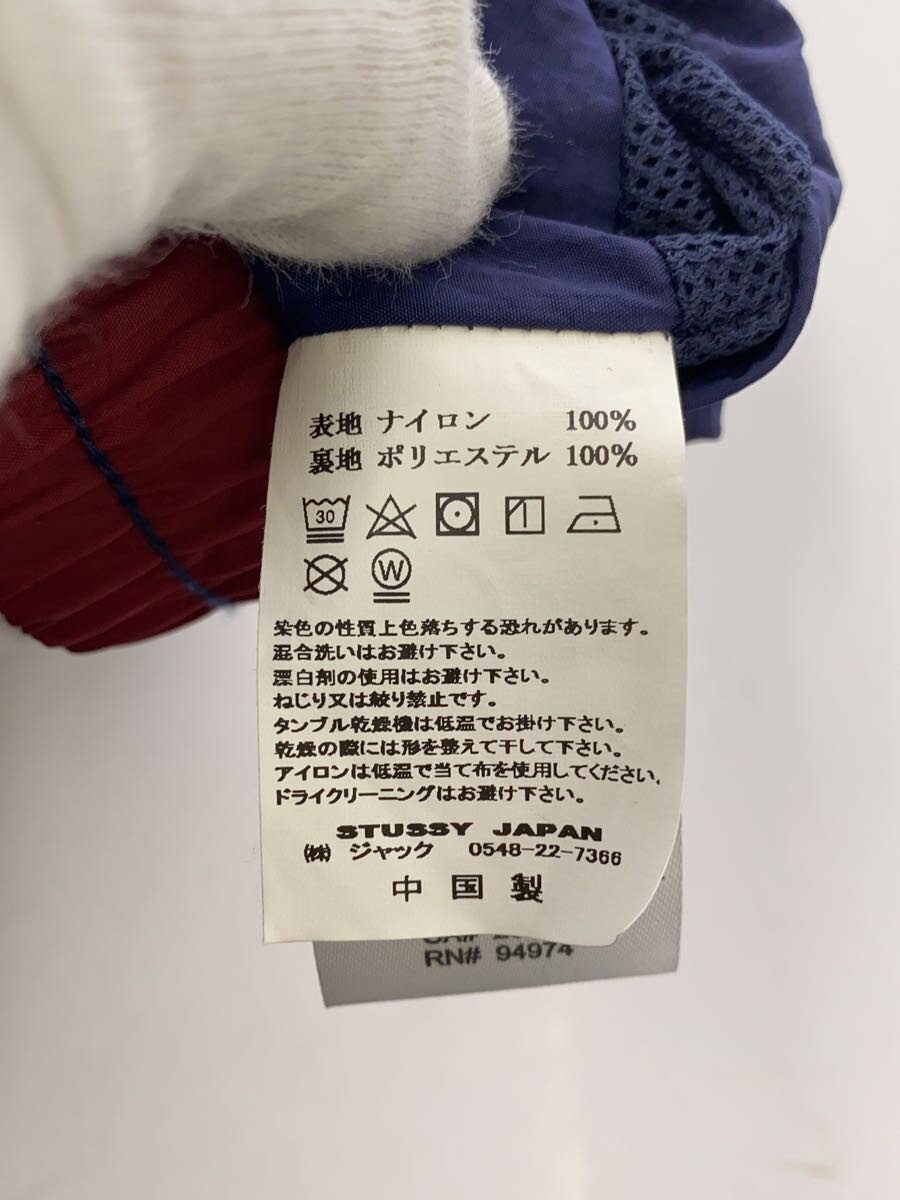 表地 ナイロン 100%
裏地 ポリエステル 100%
30
W
染色の性質上色落ちする恐れがあります。
混合洗いはお避け下さい。
漂白剤の使用はお避け下さい。
ねじり又は絞り禁止です。
タンブル乾燥機は低温でお掛け下さい。
乾燥の際には形を整えて干して下さい。
アイロンは低温で当て布を使用してください。
ドライクリーニングはお避け下さい。
STUSSY JAPAN
㈱ ジャック 0548-22-7366
中国製
RN# 94974